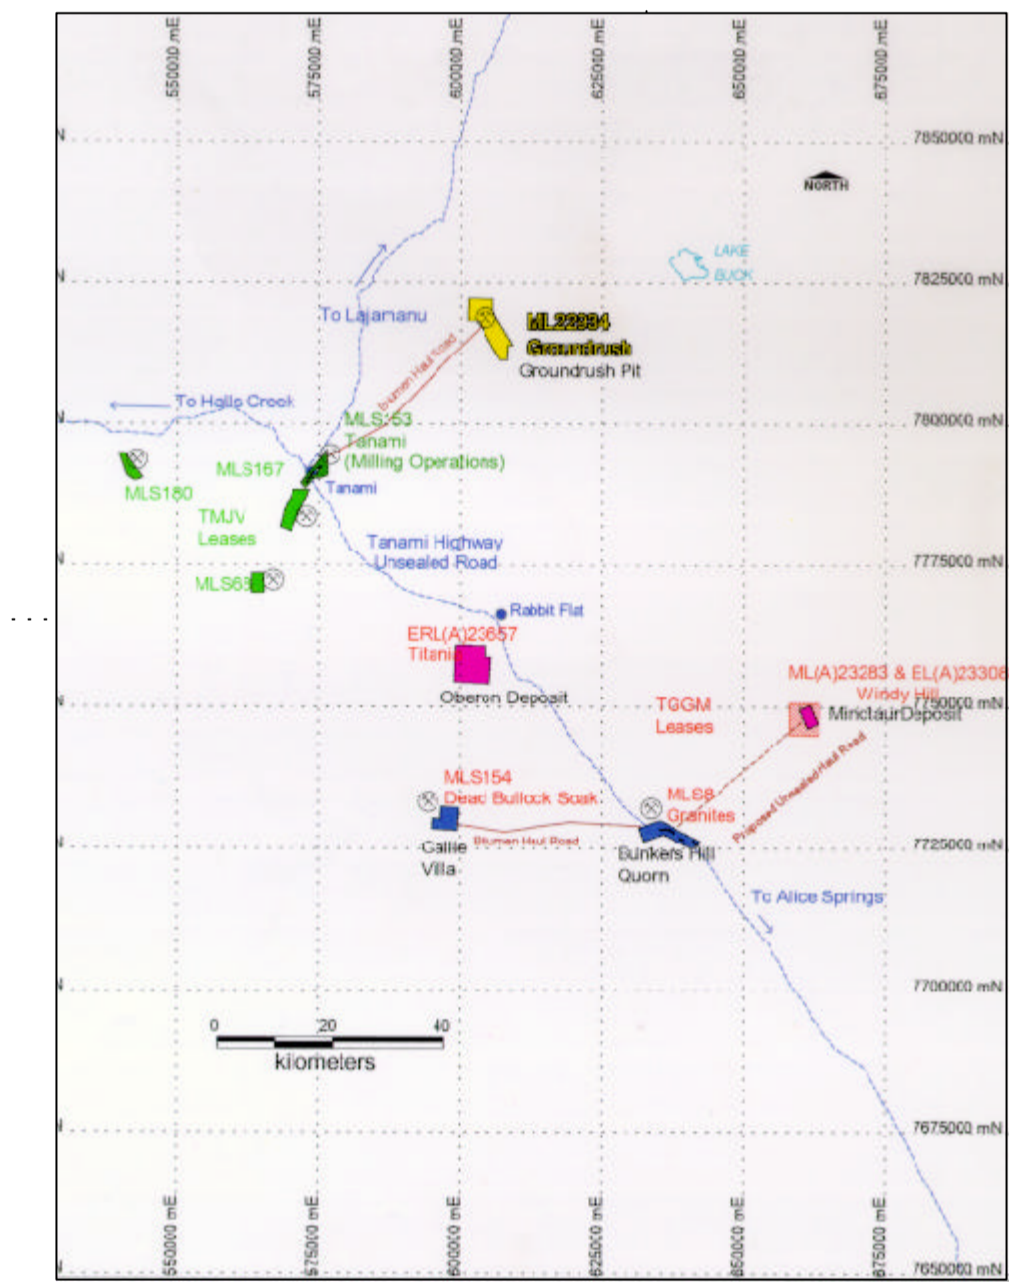 550000 mE
575000 mE
600000 mE
625000 mE
650000 mE
675000 mE
N
7850000 mN
NORTH
LAKE
BUCK
7825000 mN
To Lajamanu
ML22934
Groundrush
Groundrush Pit
Bitumen Haul Road
To Halls Creek
N
7800000 mN
Tanami
(Milling Operations)
MLS167
MLS180
Tanami
TMJV
Leases
Tanami Highway
Unsealed Road
N
7775000 mN
Rabbit Flat
ERL(A)23657
Titania
Oberon Deposit
ML(A)23283 & EL(A)23308
Windy Hill
TGGM
Leases
N
7750000 mN
Minotaur Deposit
Proposed Unsealed Haul Road
MLS154
Dead Bullock Soak
MLS8
Granites
Callie
Villa
Bitumen Haul Road
Bunkers Hill
Quorn
N
7725000 mN
To Alice Springs
N
7700000 mN
0 20 40
kilometers
N
7675000 mN
550000 mE
575000 mE
600000 mE
625000 mE
650000 mE
675000 mE
N
7650000 mN